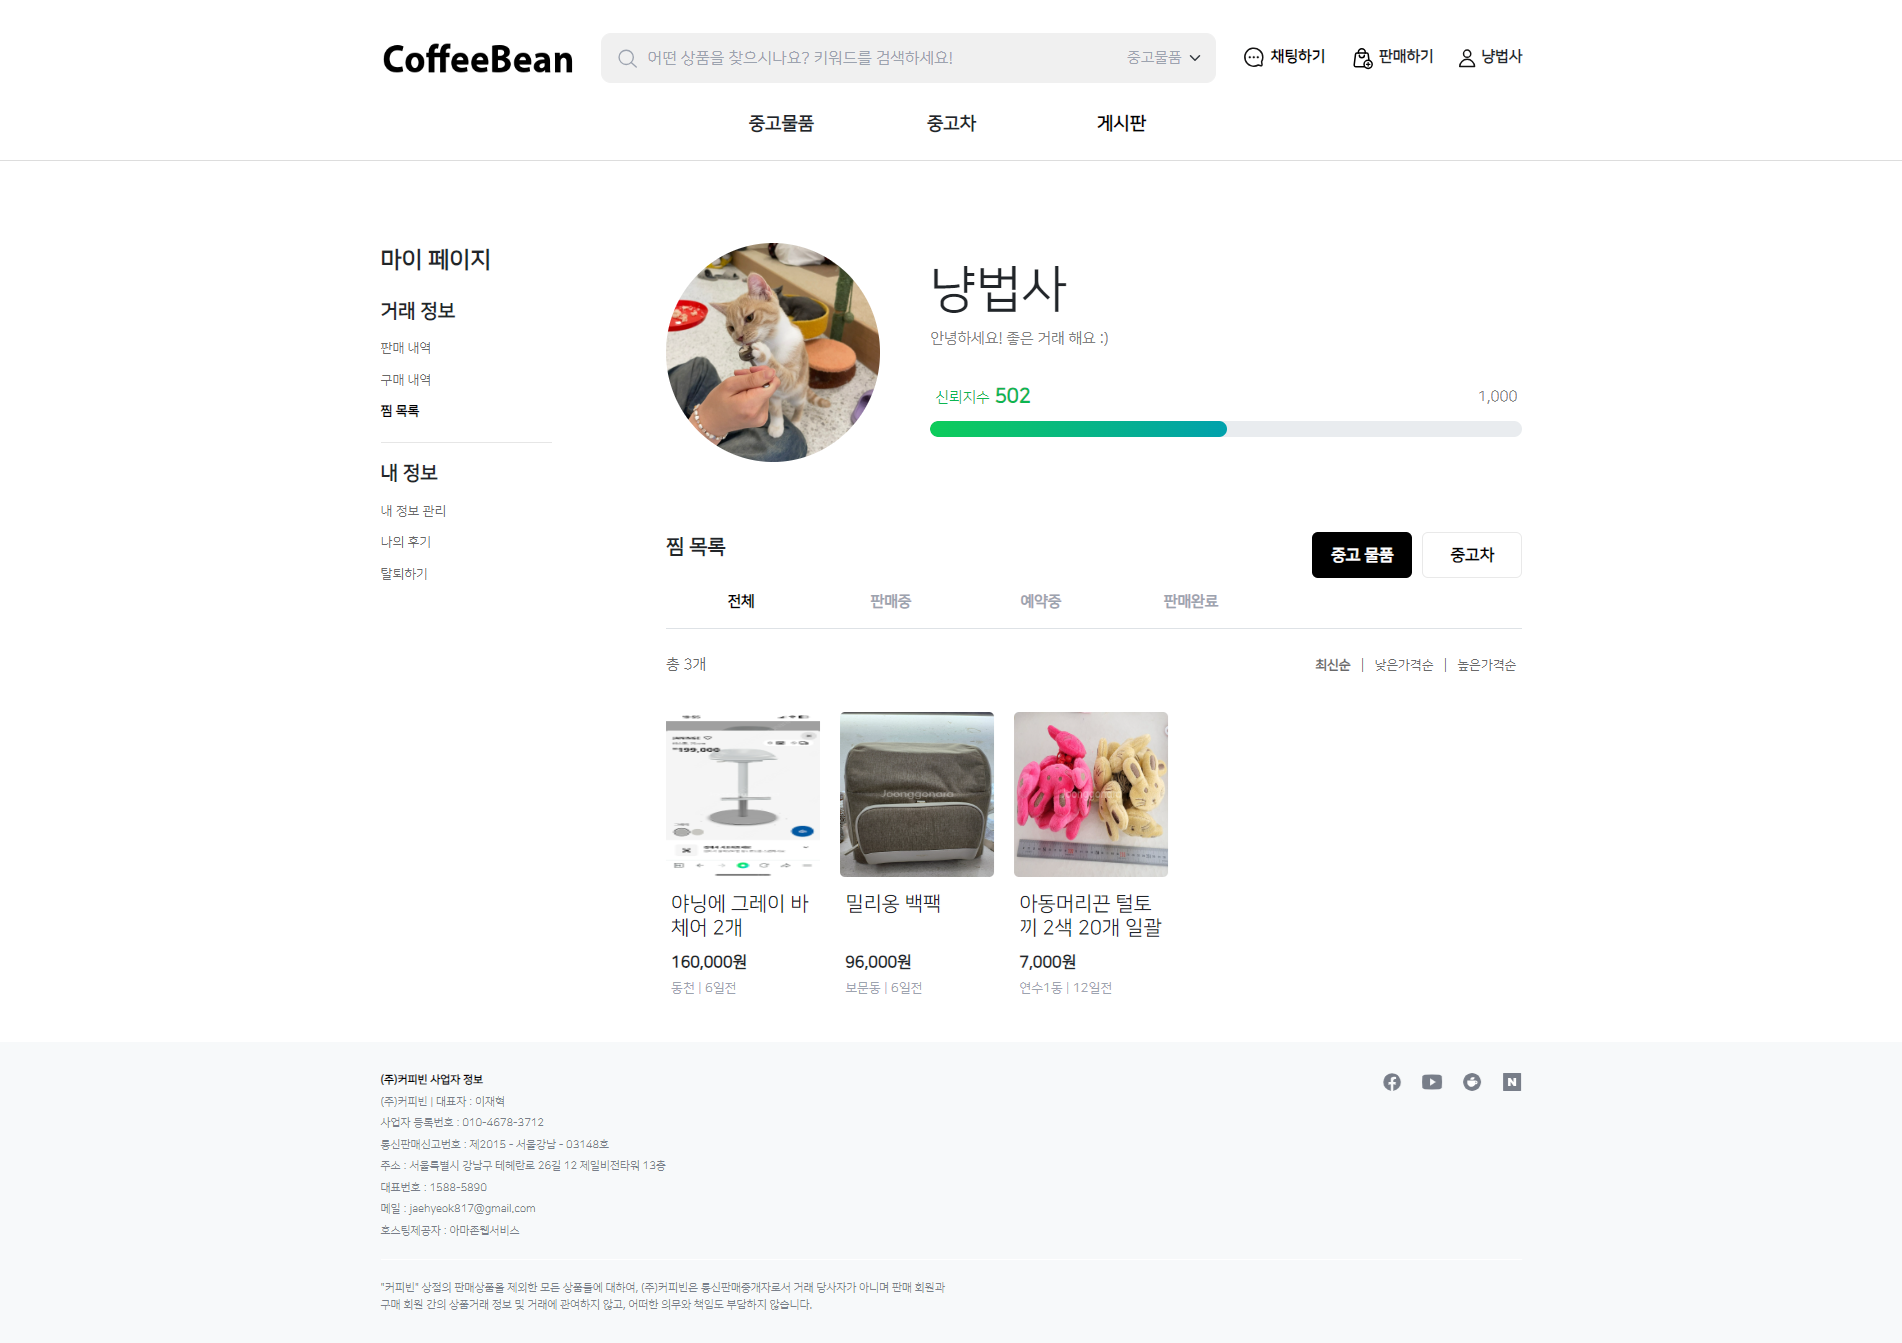 CoffeeBean
어떤 상품을 찾으시나요? 키워드를 검색하세요!
중고물품
채팅하기
판매하기
냥법사
중고물품
중고차
게시판
마이 페이지
거래 정보
판매 내역
구매 내역
찜 목록
내 정보
내 정보 관리
나의 후기
탈퇴하기
냥법사
안녕하세요! 좋은 거래 해요 :)
신뢰지수 502
1,000
찜 목록
중고 물품
중고차
전체
판매중
예약중
판매완료
총 3개
최신순 | 낮은가격순 | 높은가격순
199,000
Joonggonara
Joonggonara
야닝에 그레이 바
체어 2개
160,000원
동천 | 6일전
밀리옹 백팩
96,000원
보문동 | 6일전
아동머리끈 털토
끼 2색 20개 일괄
7,000원
연수1동 | 12일전
(주)커피빈 사업자 정보
(주)커피빈 | 대표자 : 이재혁
사업자 등록번호 : 010-4678-3712
통신판매신고번호 : 제2015 - 서울강남 - 03148호
주소 : 서울특별시 강남구 테헤란로 26길 12 제일비전타워 13층
대표번호 : 1588-5890
메일 : jaehyeok817@gmail.com
호스팅제공자 : 아마존웹서비스
N
"커피빈" 상점의 판매상품을 제외한 모든 상품들에 대하여, (주)커피빈은 통신판매중개자로서 거래 당사자가 아니며 판매 회원과
구매 회원 간의 상품거래 정보 및 거래에 관여하지 않고, 어떠한 의무와 책임도 부담하지 않습니다.